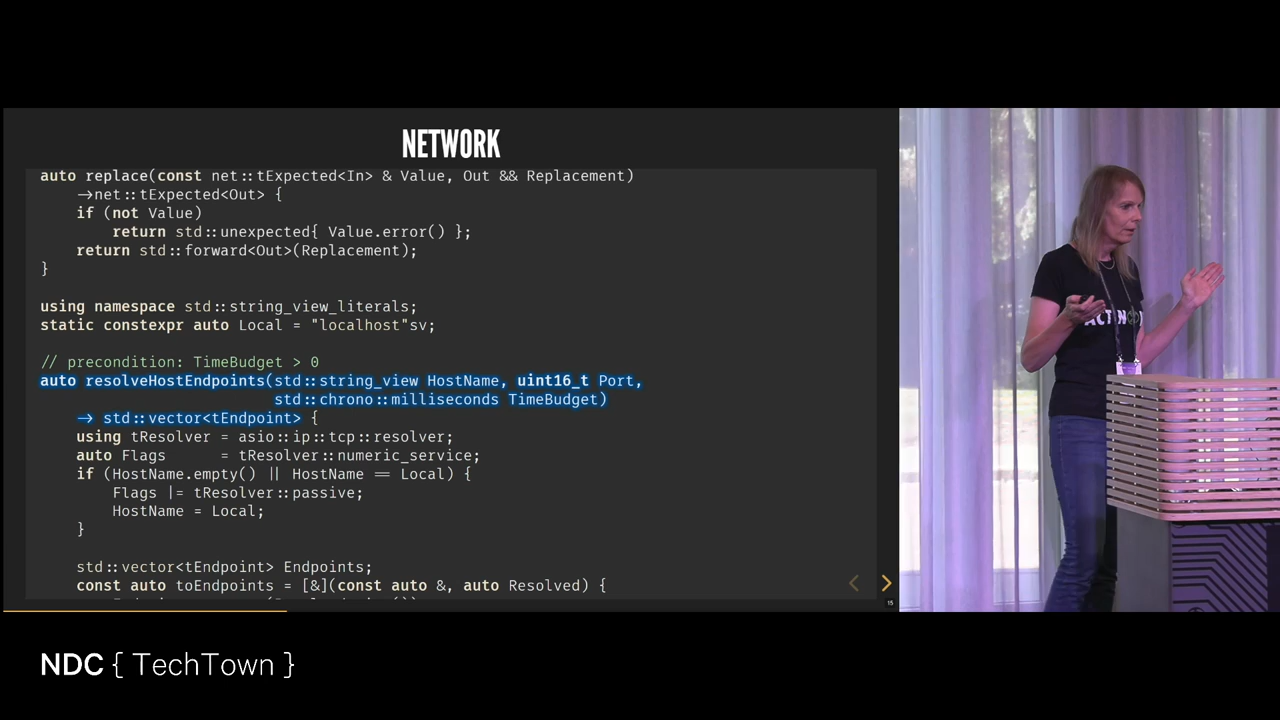 NETWORK
auto replace(const net::tExpected<In> & Value, Out && Replacement)
    →net::tExpected<Out> {
    if (not Value)
        return std::unexpected{ Value.error() };
    return std::forward<Out>(Replacement);
}
using namespace std::string_view_literals;
static constexpr auto Local = "localhost"sv;
// precondition: TimeBudget > 0
auto resolveHostEndpoints(std::string_view HostName, uint16_t Port,
                          std::chrono::milliseconds TimeBudget)
    → std::vector<tEndpoint> {
    using tResolver = asio::ip::tcp::resolver;
    auto Flags      = tResolver::numeric_service;
    if (HostName.empty() || HostName == Local) {
        Flags |= tResolver::passive;
        HostName = Local;
    }
    std::vector<tEndpoint> Endpoints;
    const auto toEndpoints = [&](const auto &, auto Resolved) {
15
NDC { TechTown }